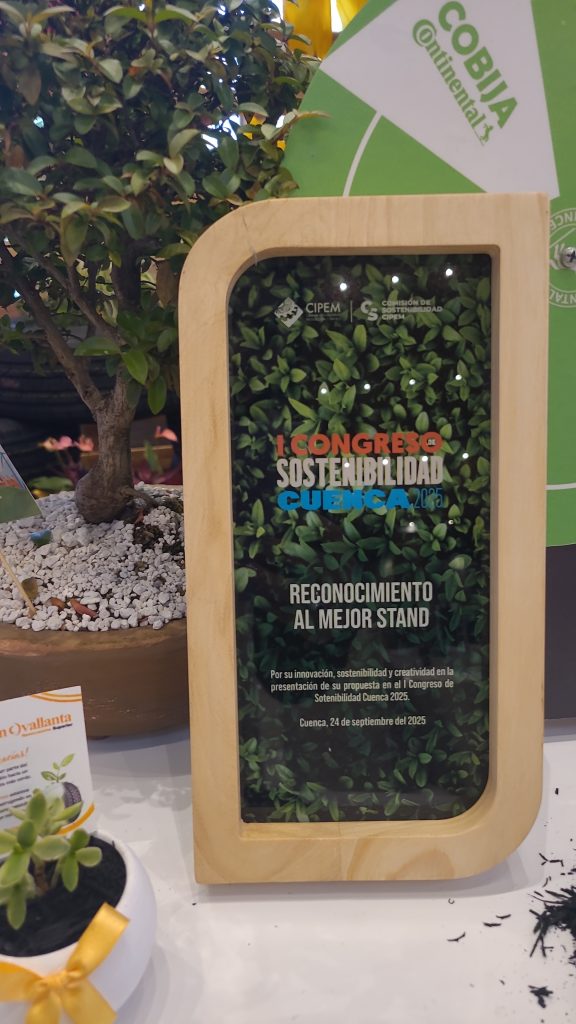 COBIJA
Continental
CIPEM
COMISIÓN DE
SOSTENIBILIDAD
CIPEM
I CONGRESO DE
SOSTENIBILIDAD
CUENCA 2025
RECONOCIMIENTO
AL MEJOR STAND
Por su innovación, sostenibilidad y creatividad en la
presentación de su propuesta en el I Congreso de
Sotenibilidad Cuenca 2025.
Cuenca, 24 de septiembre del 2025
Ovallanta